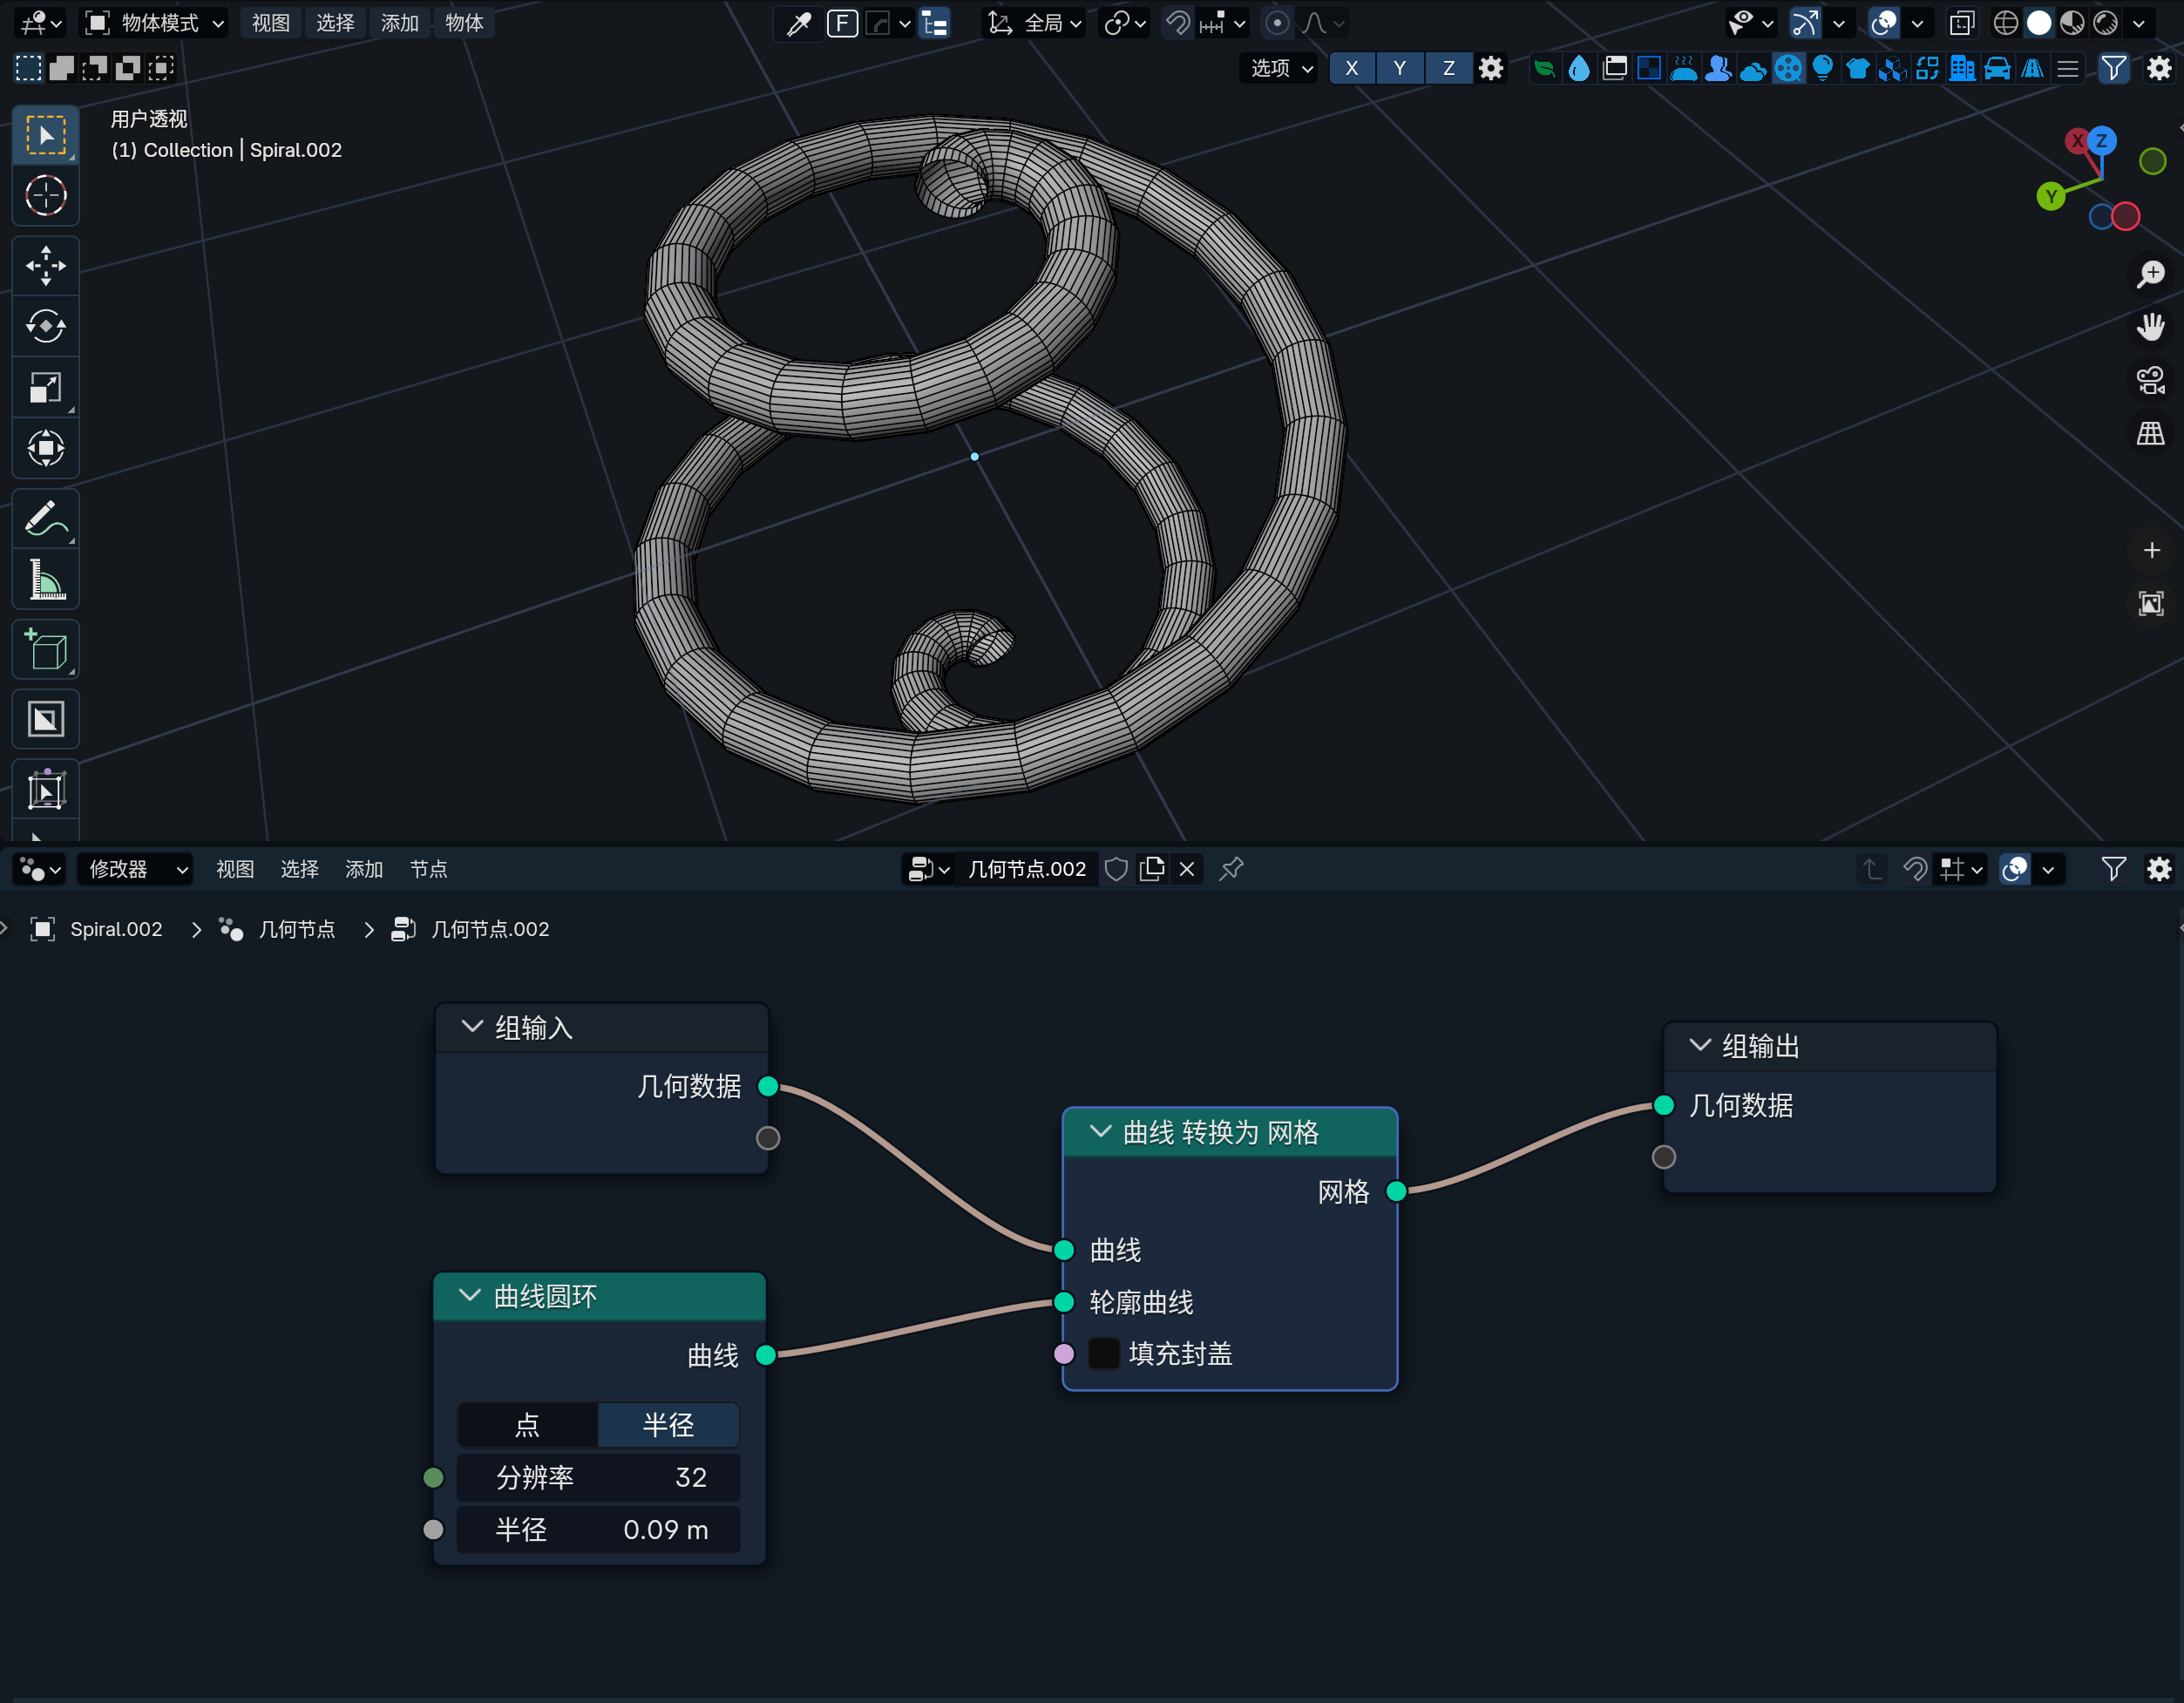 物体模式 视图 选择 添加 物体 F 全局
选项 X Y Z
用户透视
(1) Collection | Spiral.002
X Z
Y
修改器 视图 选择 添加 节点 几何节点.002
Spiral.002 几何节点 几何节点.002
组输入
几何数据
组输出
几何数据
曲线 转换为 网格
网格
曲线
轮廓曲线
填充封盖
曲线圆环
曲线
点 半径
分辨率 32
半径 0.09 m